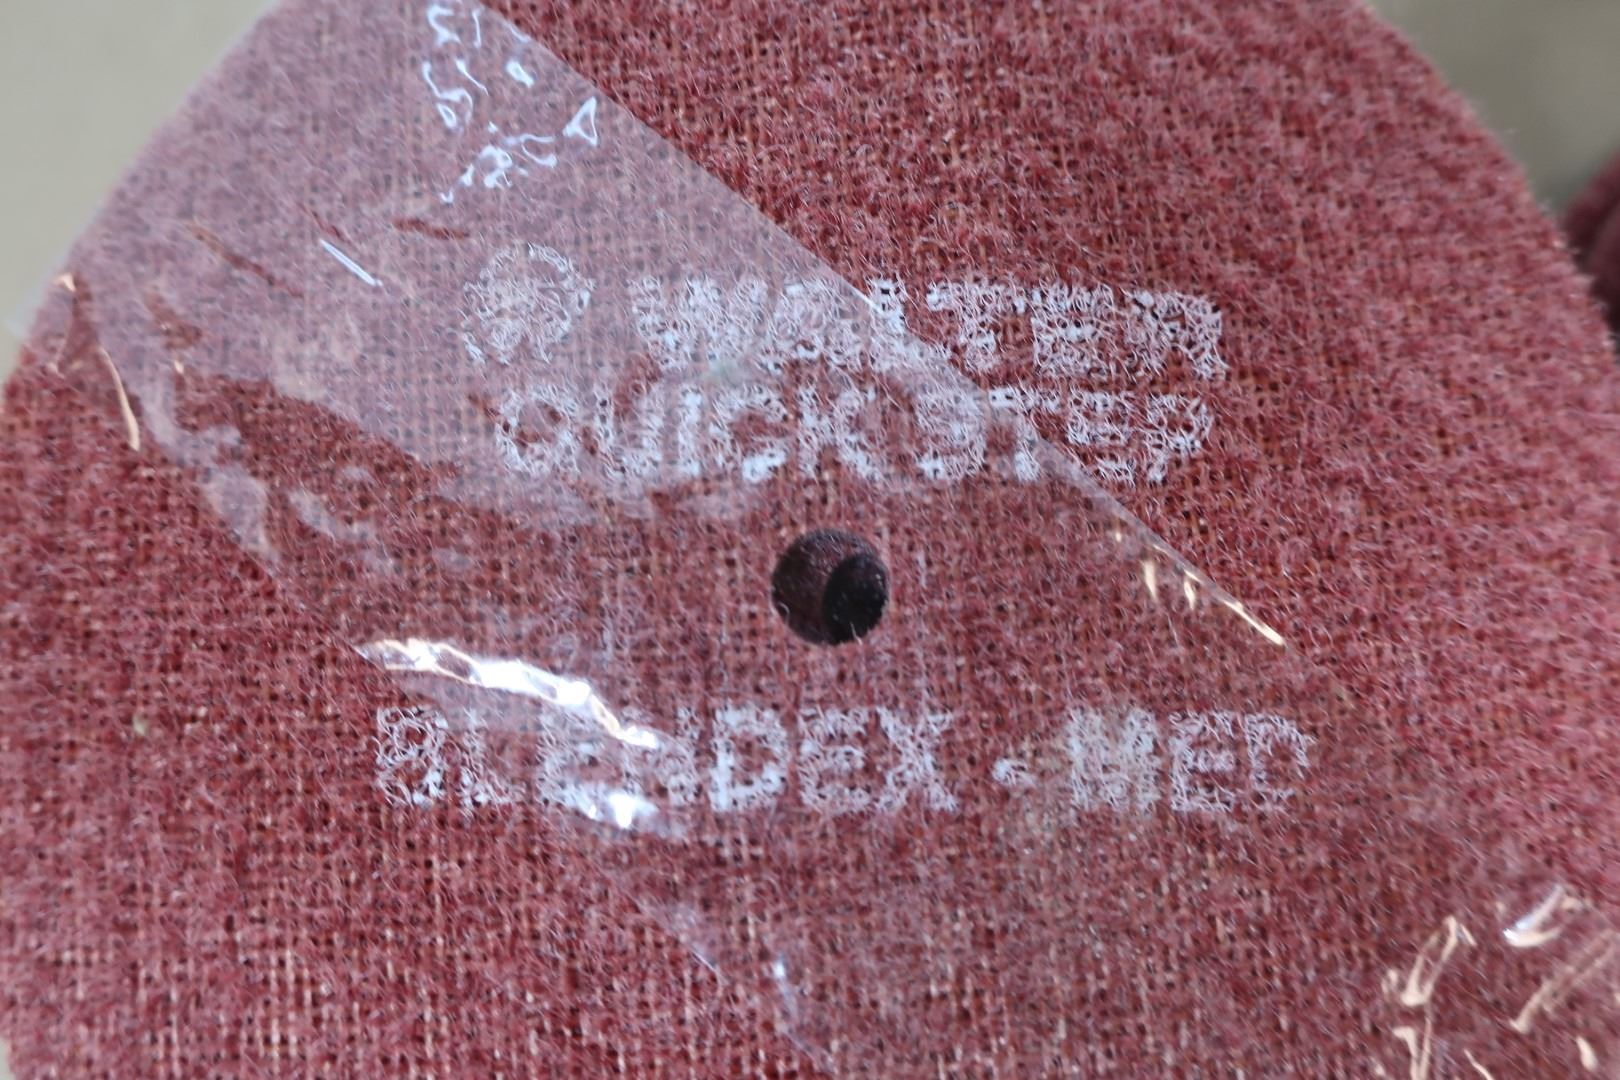 WALTER
QUICKSTEP
BLENDEX - MED